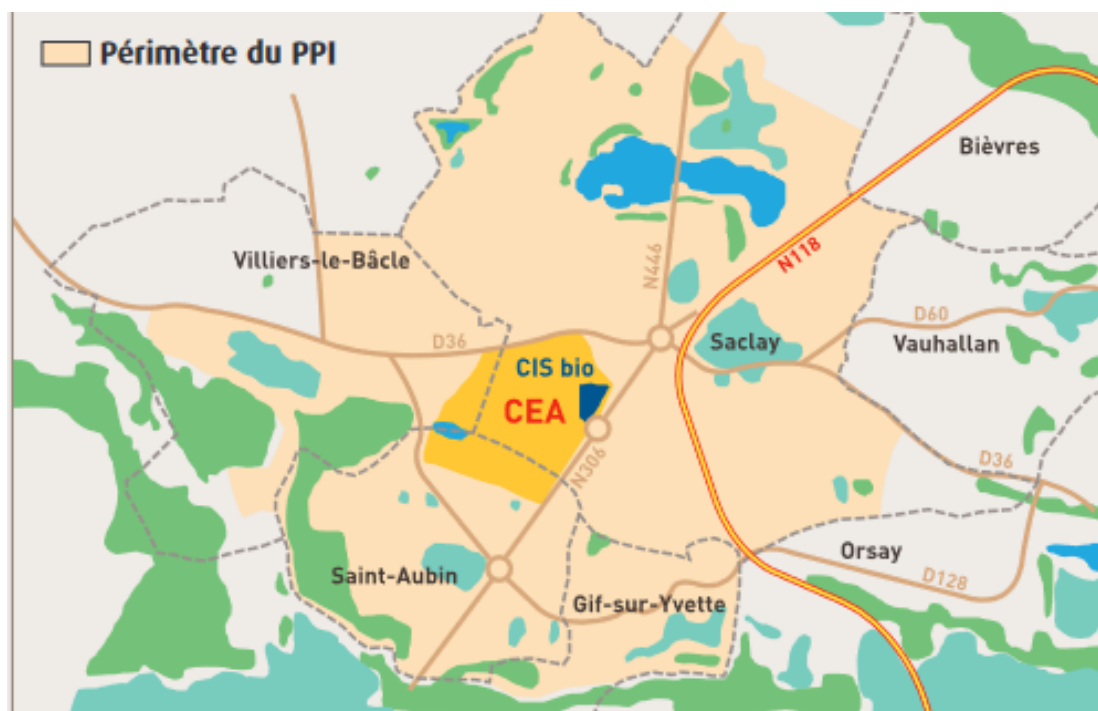 Périmètre du PPI
Bièvres
N118
Villiers-le-Bâcle
N446
D60
D36
Saclay
Vauhallan
CIS bio
CEA
N306
D36
Orsay
Saint-Aubin
D128
Gif-sur-Yvette